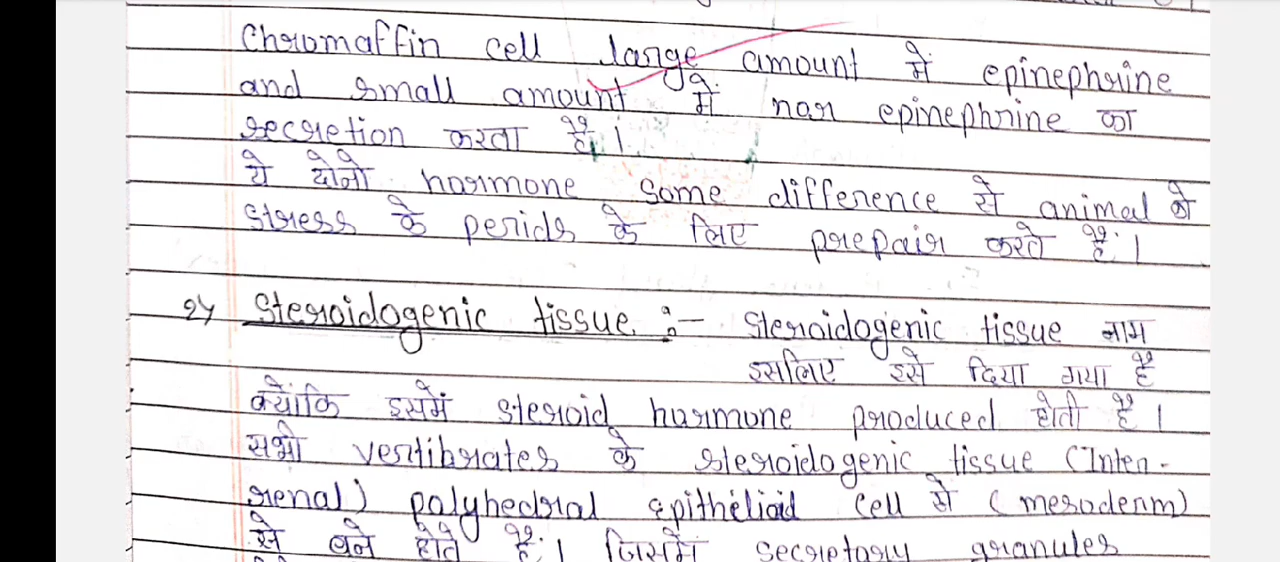 Chromaffin cell large amount में epinephrine
and small amount में nor epinephrine का
secretion करता है।
ये दोनो hormone some difference से animal को
stress के periods के लिए prepair करते हैं।
2) Steroidogenic tissue :- Steroidogenic tissue नाम
इसलिए इसे दिया गया है
क्योंकि इसमें steroid hormone produced होती है।
सभी vertibrates के steroidogenic tissue (Inter-
renal) polyhedral epithelioid cell से (mesoderm)
से बने होते हैं। जिसमें secretary granules